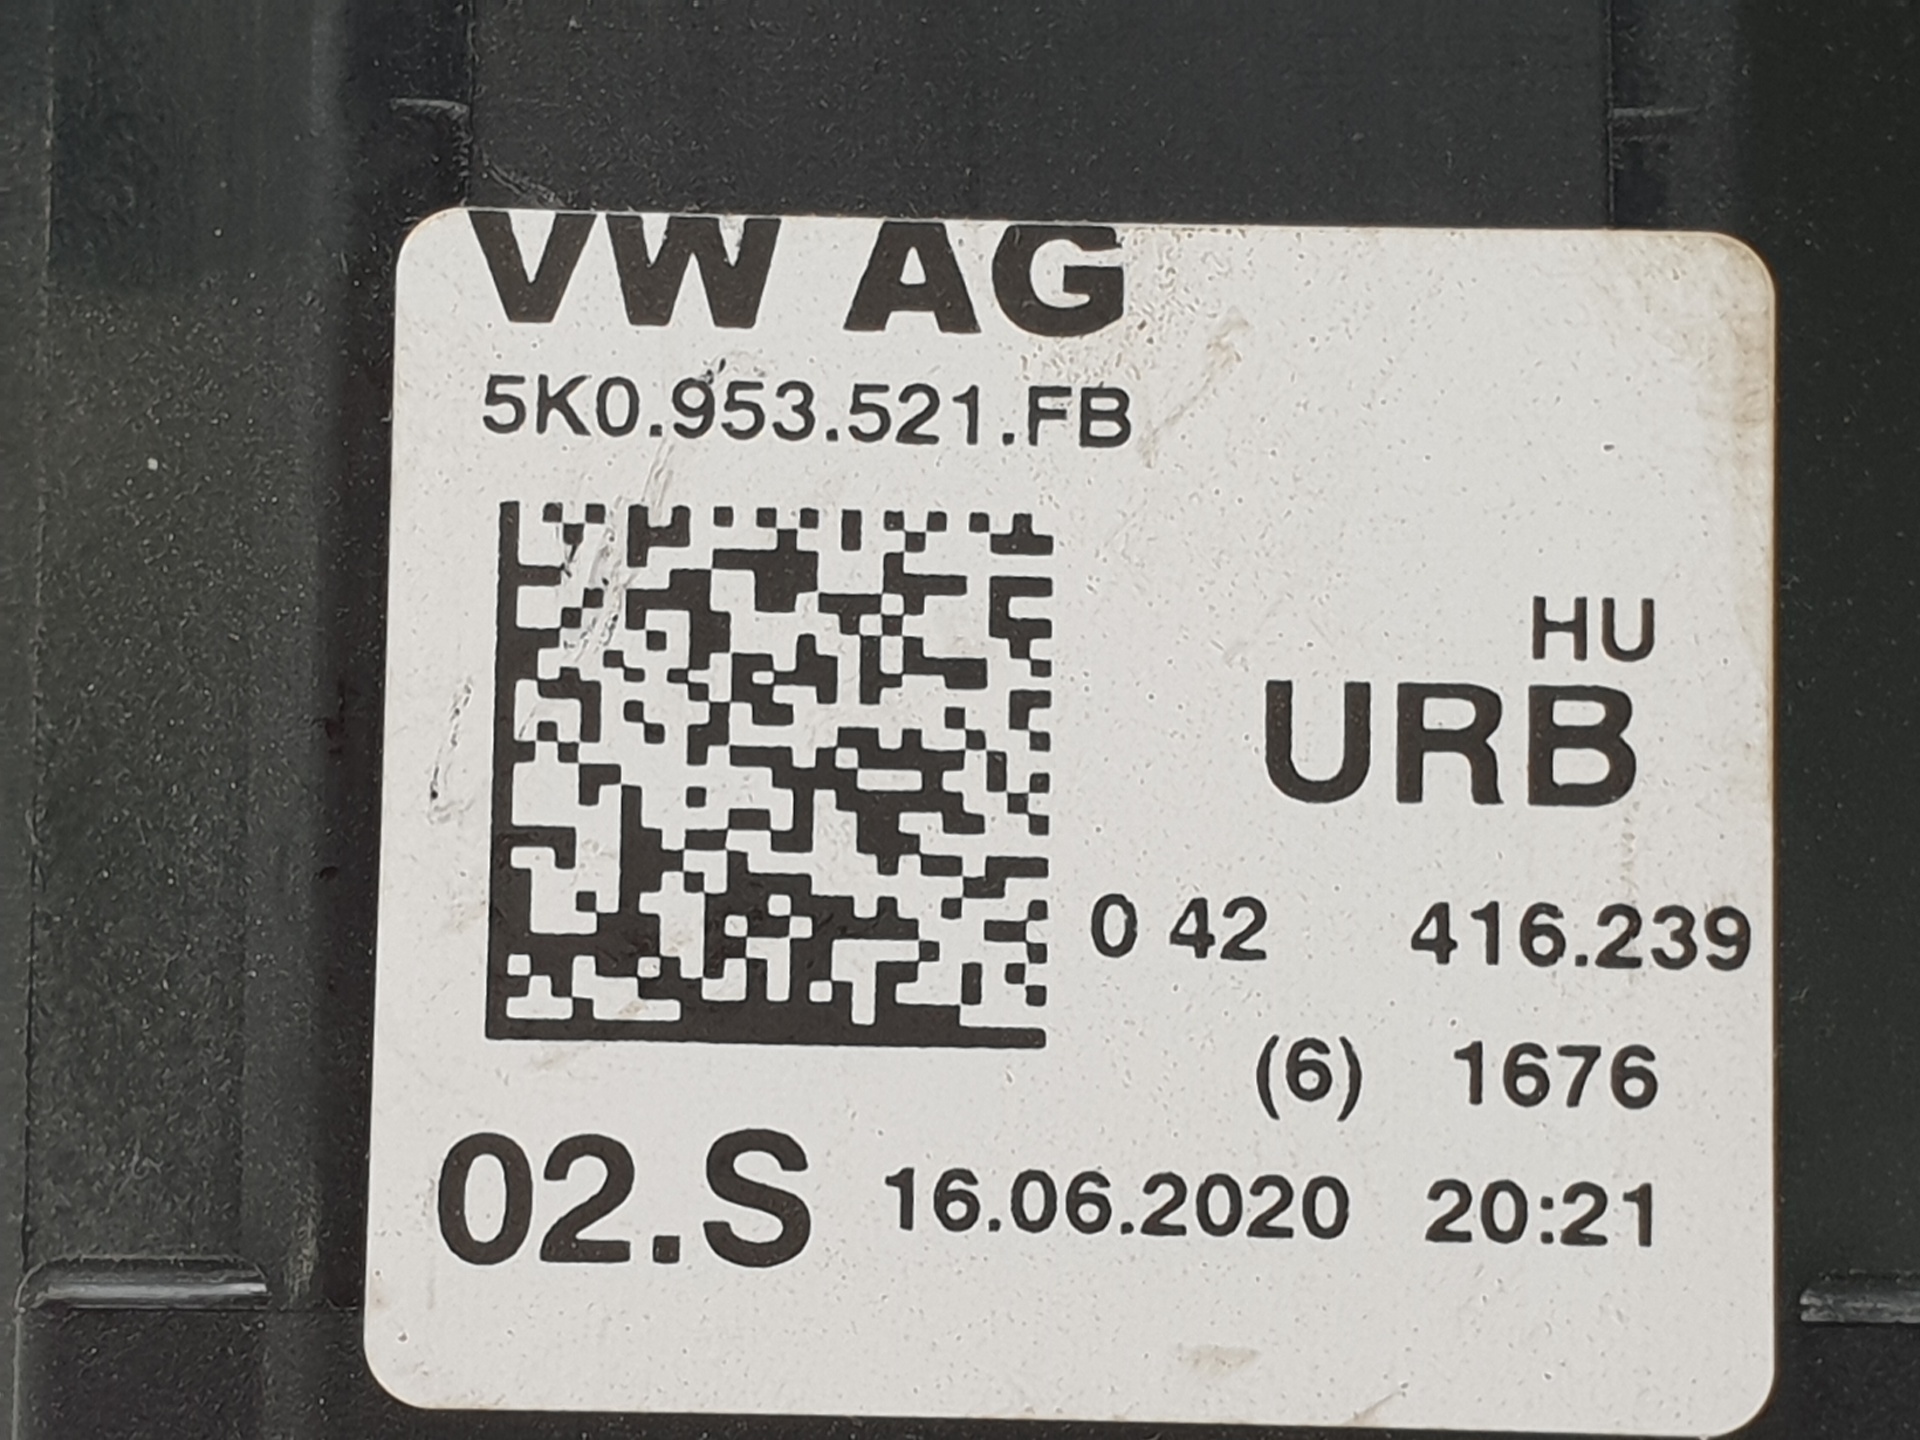 VW AG
5K0.953.521.FB
HU
URB
0 42 416.239
(6) 1676
02.S 16.06.2020 20:21